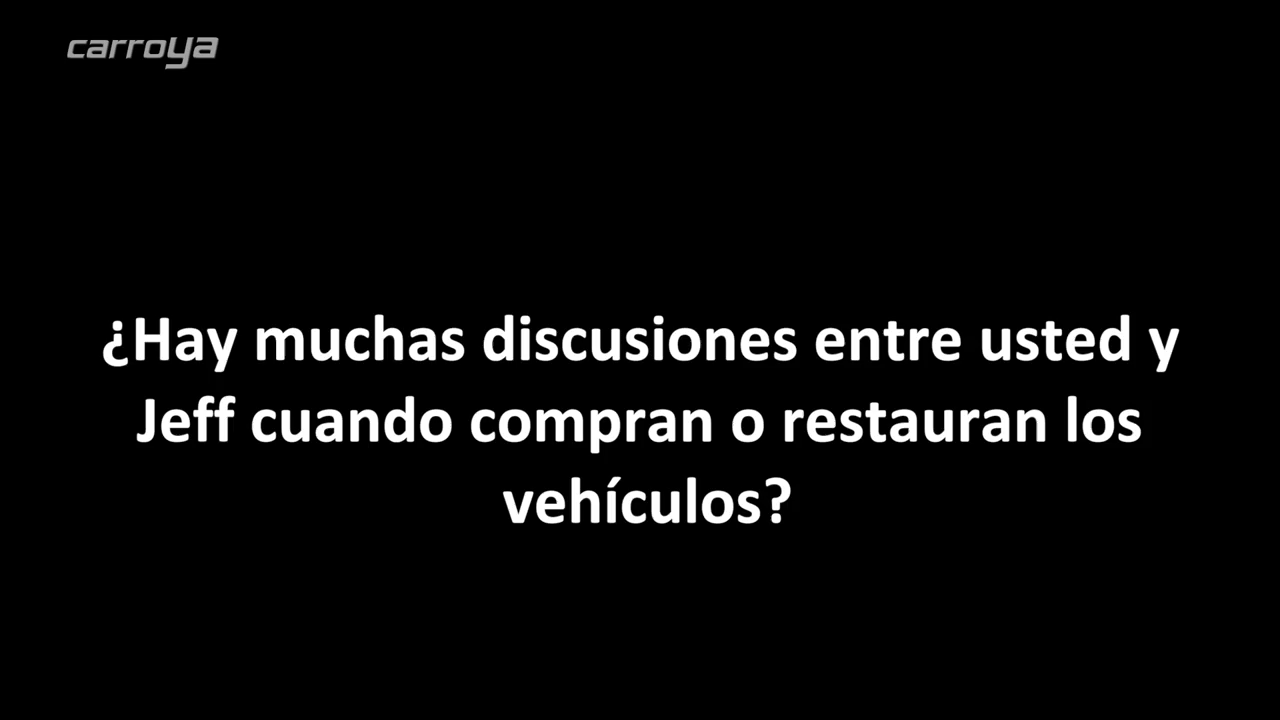 carroya
¿Hay muchas discusiones entre usted y
Jeff cuando compran o restauran los
vehículos?